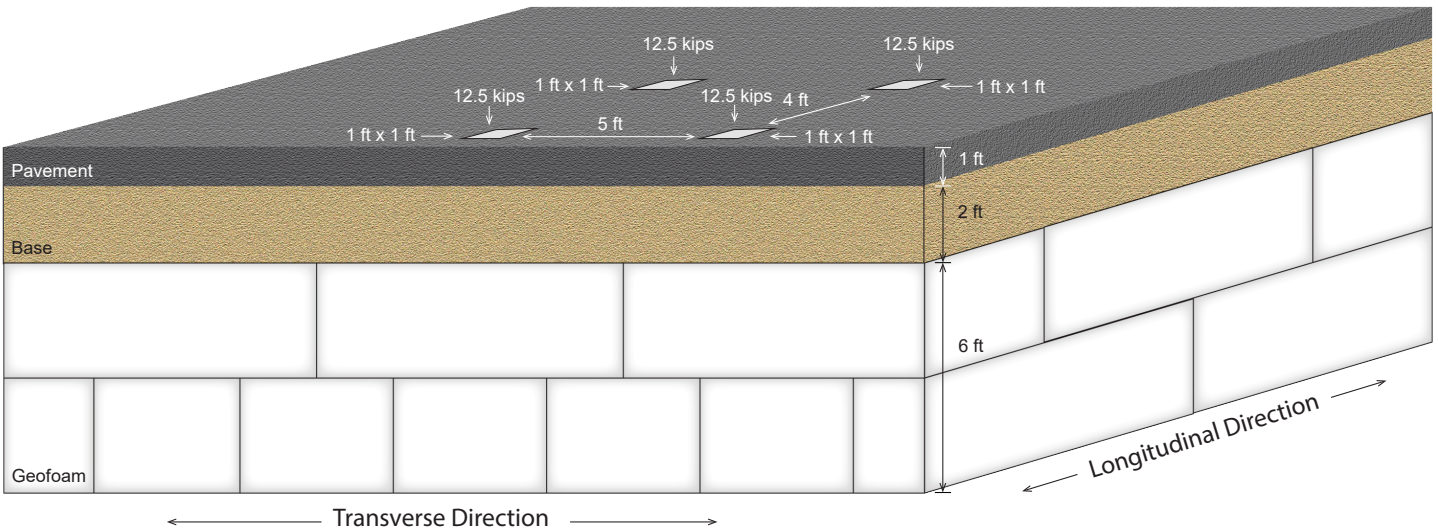 12.5 kips
12.5 kips
1 ft x 1 ft
4 ft
1 ft x 1 ft
12.5 kips
12.5 kips
1 ft x 1 ft
5 ft
1 ft x 1 ft
Pavement
1 ft
2 ft
Base
6 ft
Geofoam
Longitudinal Direction
Transverse Direction